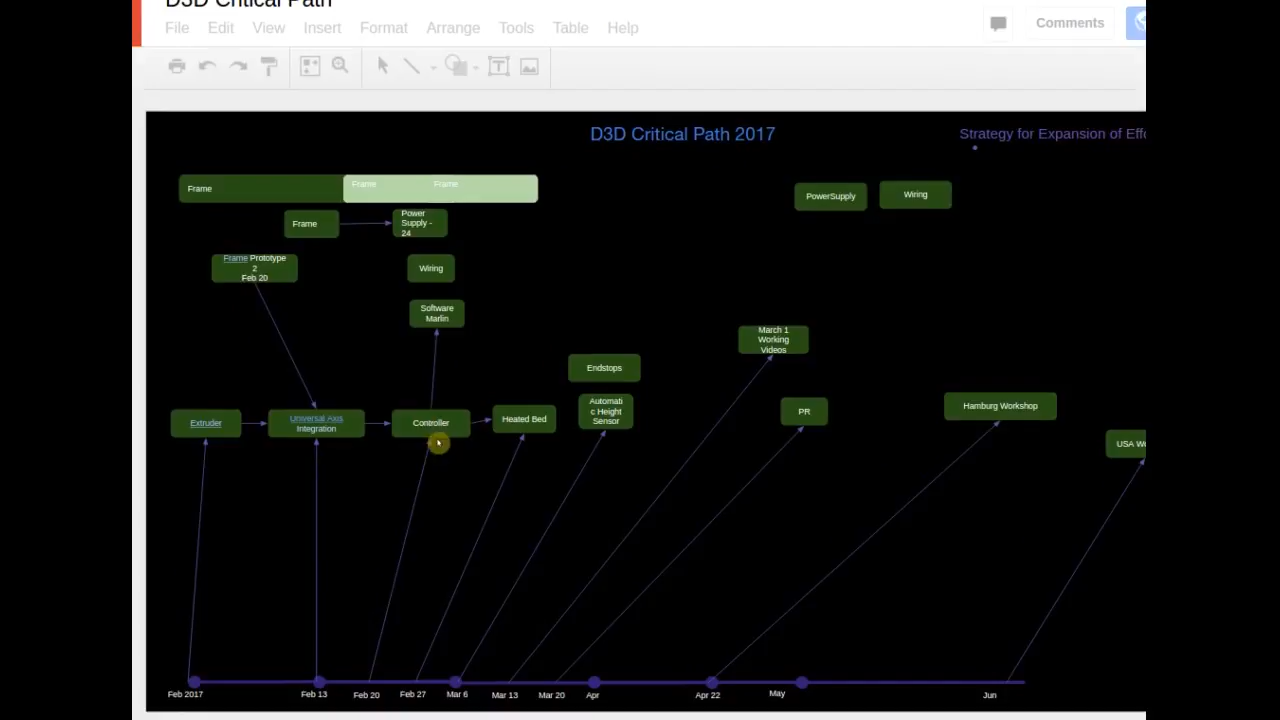 D3D Critical Path
File Edit View Insert Format Arrange Tools Table Help
Comments
D3D Critical Path 2017
Strategy for Expansion of Effo
Frame
Frame
Frame
PowerSupply
Wiring
Frame
Power
Supply -
24
Frame Prototype
2
Feb 20
Wiring
Software
Marlin
March 1
Working
Videos
Endstops
Automati
c Height
Sensor
PR
Hamburg Workshop
Extruder
Universal Axis
Integration
Controller
Heated Bed
USA Wo
Feb 2017
Feb 13
Feb 20
Feb 27
Mar 6
Mar 13
Mar 20
Apr
Apr 22
May
Jun